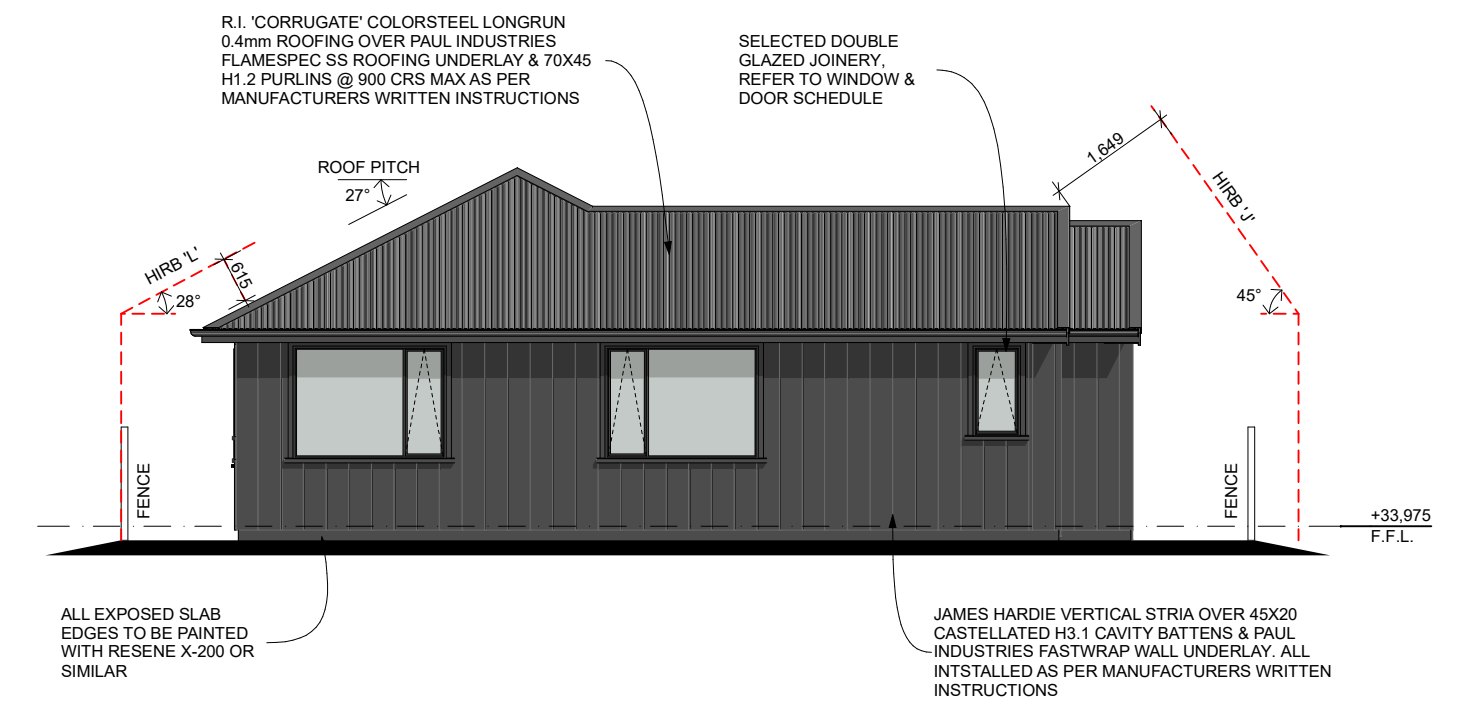 R.I. 'CORRUGATE' COLORSTEEL LONGRUN
0.4mm ROOFING OVER PAUL INDUSTRIES
FLAMESPEC SS ROOFING UNDERLAY & 70X45
H1.2 PURLINS @ 900 CRS MAX AS PER
MANUFACTURERS WRITTEN INSTRUCTIONS
SELECTED DOUBLE
GLAZED JOINERY,
REFER TO WINDOW &
DOOR SCHEDULE
ROOF PITCH
27°
1,649
HIRB 'J'
HIRB 'L'
615
28°
45°
FENCE
FENCE
+33,975
F.F.L.
ALL EXPOSED SLAB
EDGES TO BE PAINTED
WITH RESENE X-200 OR
SIMILAR
JAMES HARDIE VERTICAL STRIA OVER 45X20
CASTELLATED H3.1 CAVITY BATTENS & PAUL
INDUSTRIES FASTWRAP WALL UNDERLAY. ALL
INTSTALLED AS PER MANUFACTURERS WRITTEN
INSTRUCTIONS